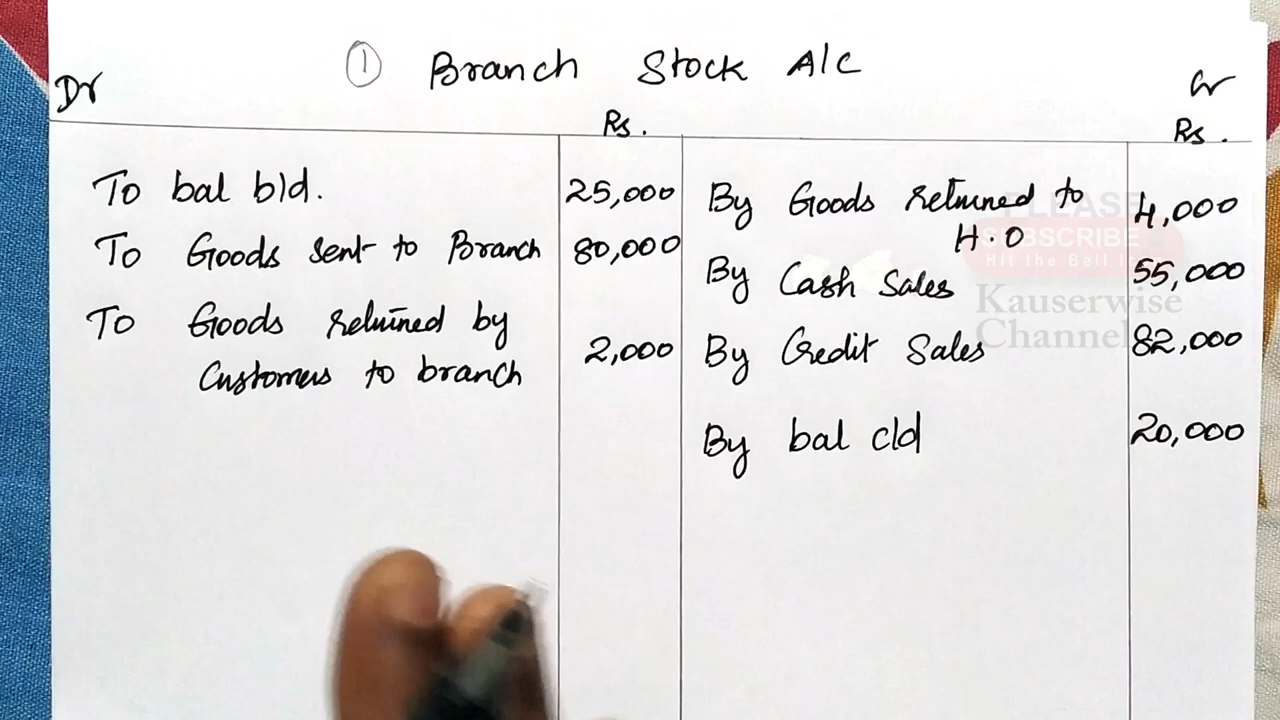 ① Branch Stock A/c
Dr
Cr
Rs.
Rs.
To bal b/d. 25,000
To Goods sent to Branch 80,000
To Goods returned by
Customers to branch 2,000
By Goods returned to
H.O 4,000
By Cash Sales 55,000
By Credit Sales 82,000
By bal c/d 20,000
PLEASE
SUBSCRIBE
Hit the Bell
Kauserwise
Channel